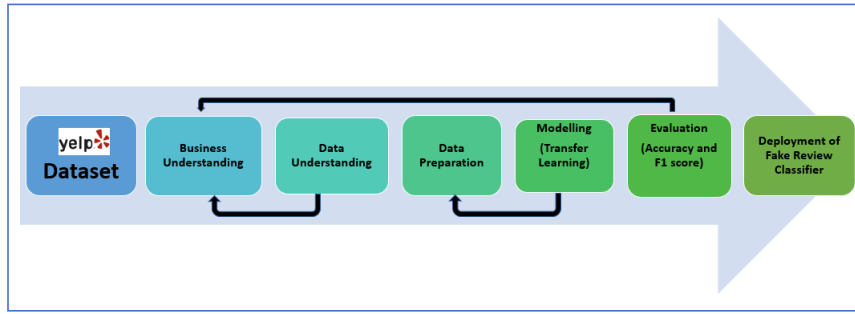 yelp
Dataset
Business
Understanding
Data
Understanding
Data
Preparation
Modelling
(Transfer
Learning)
Evaluation
(Accuracy and
F1 score)
Deployment of
Fake Review
Classifier